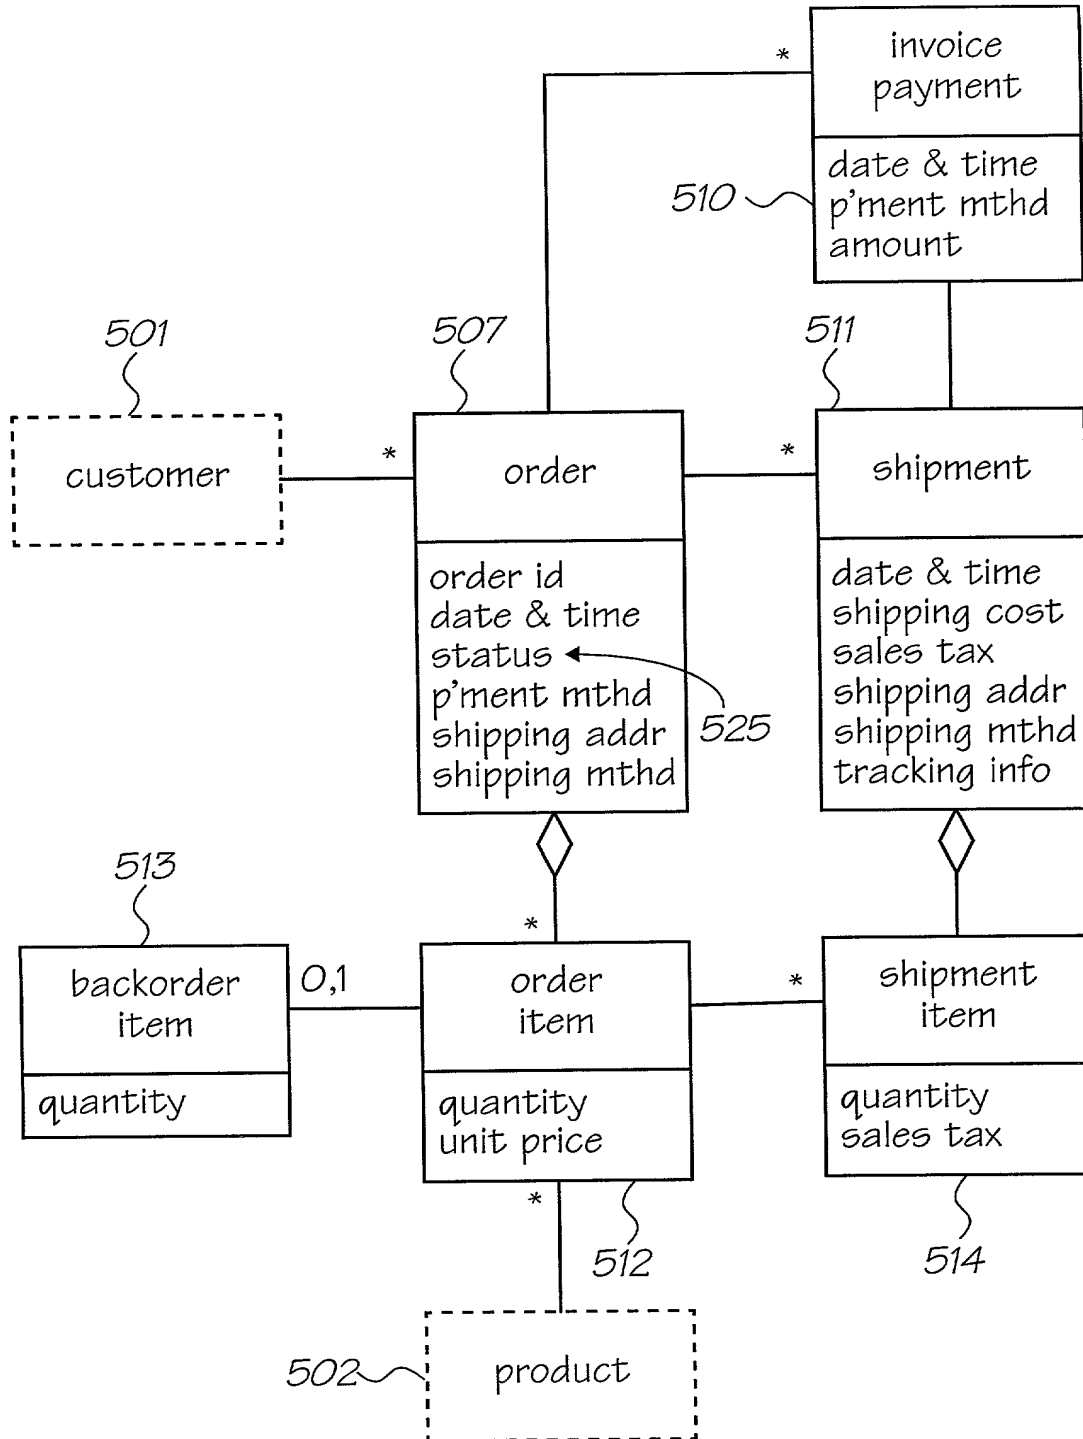 *
invoice
payment
date & time
p'ment mthd
amount
510
501
507
511
customer
*
order
*
shipment
order id
date & time
status
p'ment mthd
shipping addr
shipping mthd
525
date & time
shipping cost
sales tax
shipping addr
shipping mthd
tracking info
513
backorder
item
quantity
0,1
*
order
item
quantity
unit price
*
shipment
item
quantity
sales tax
*
512
514
502
product